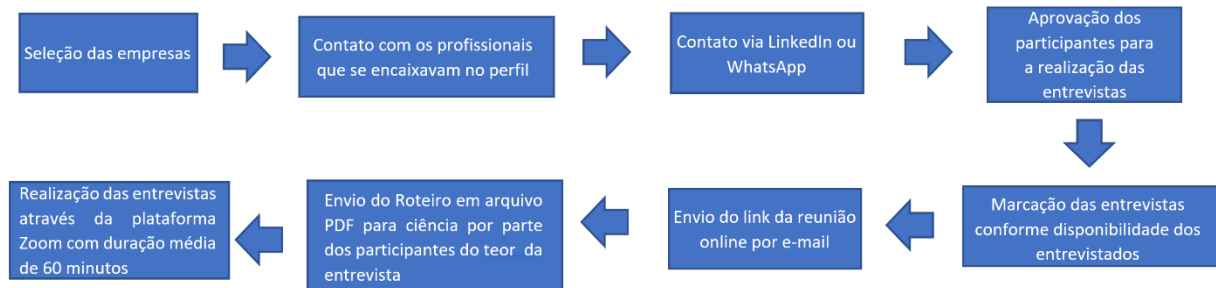 Seleção das empresas
Contato com os profissionais
que se encaixavam no perfil
Contato via LinkedIn ou
WhatsApp
Aprovação dos
participantes para
a realização das
entrevistas
Marcação das entrevistas
conforme disponibilidade dos
entrevistados
Envio do link da reunião
online por e-mail
Envio do Roteiro em arquivo
PDF para ciência por parte
dos participantes do teor da
entrevista
Realização das entrevistas
através da plataforma
Zoom com duração média
de 60 minutos